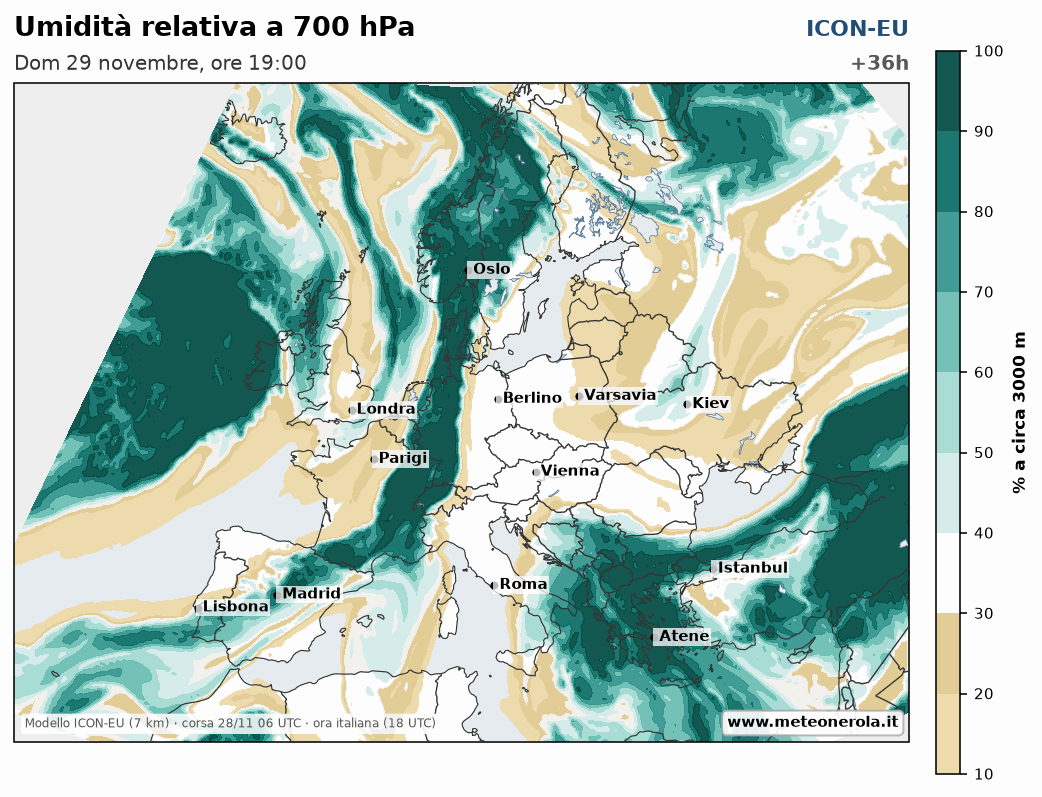 Umidità relativa a 700 hPa
ICON-EU
Dom 29 novembre, ore 19:00
+36h
100
90
80
70
60
50
40
30
20
10
% a circa 3000 m
Oslo
Berlino
Varsavia
Kiev
Londra
Parigi
Vienna
Istanbul
Roma
Madrid
Lisbona
Atene
Modello ICON-EU (7 km) · corsa 28/11 06 UTC · ora italiana (18 UTC)
www.meteonerola.it